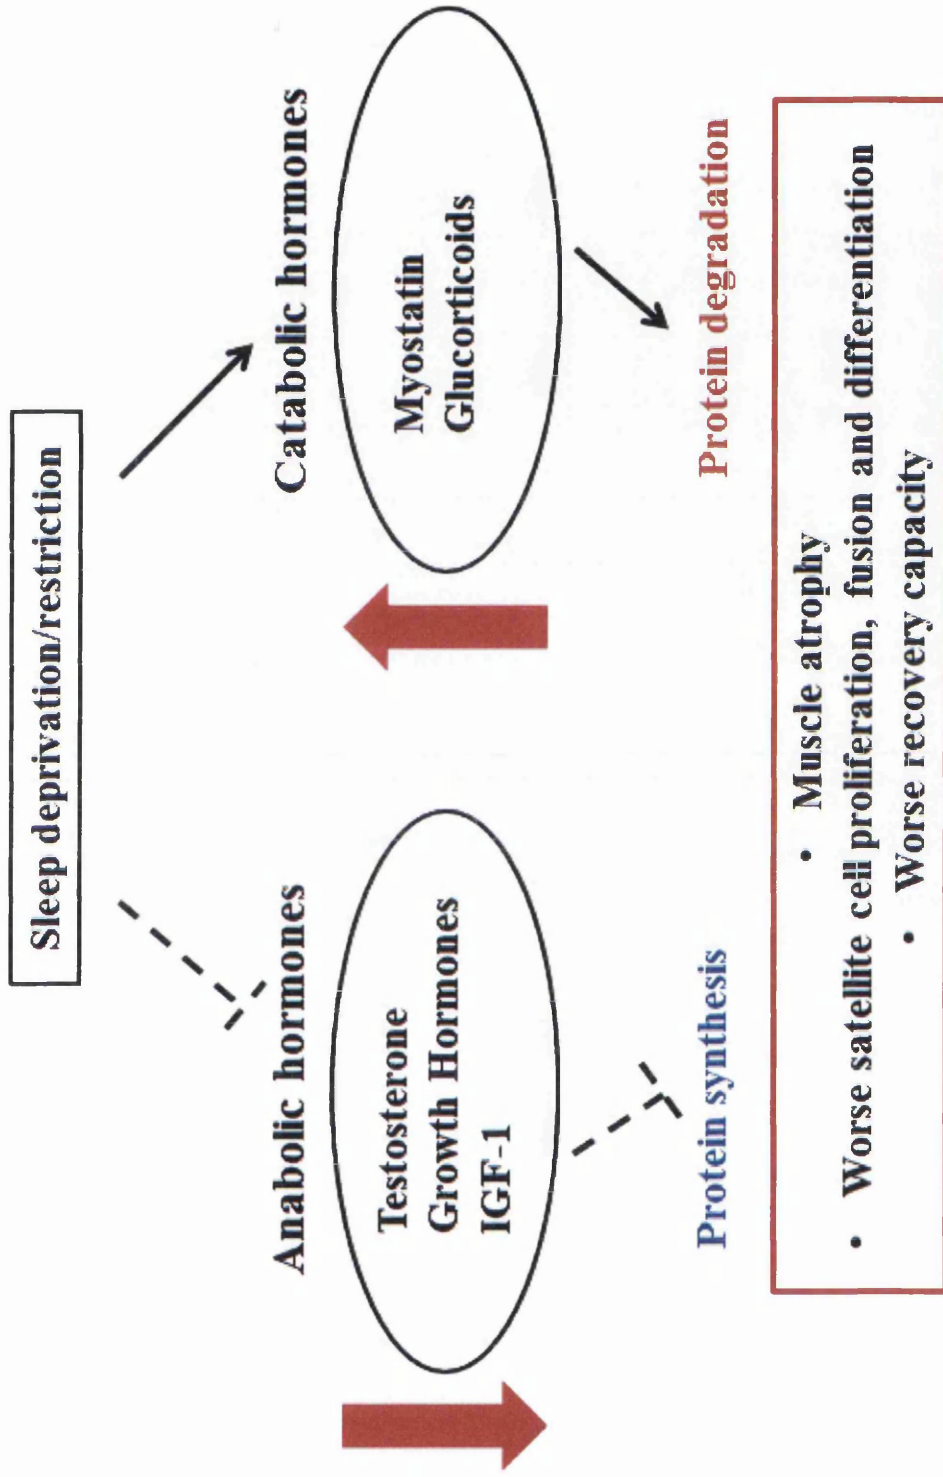 Sleep deprivation/restriction
Anabolic hormones
Testosterone
Growth Hormones
IGF-1
Protein synthesis
Catabolic hormones
Myostatin
Glucorticoids
Protein degradation
• Muscle atrophy
• Worse satellite cell proliferation, fusion and differentiation
• Worse recovery capacity